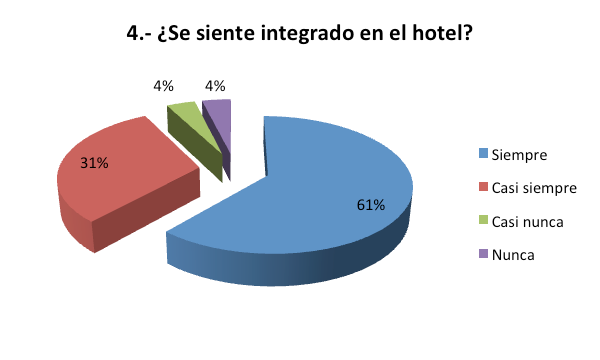 4.- ¿Se siente integrado en el hotel?
4%
4%
31%
61%
Siempre
Casi siempre
Casi nunca
Nunca